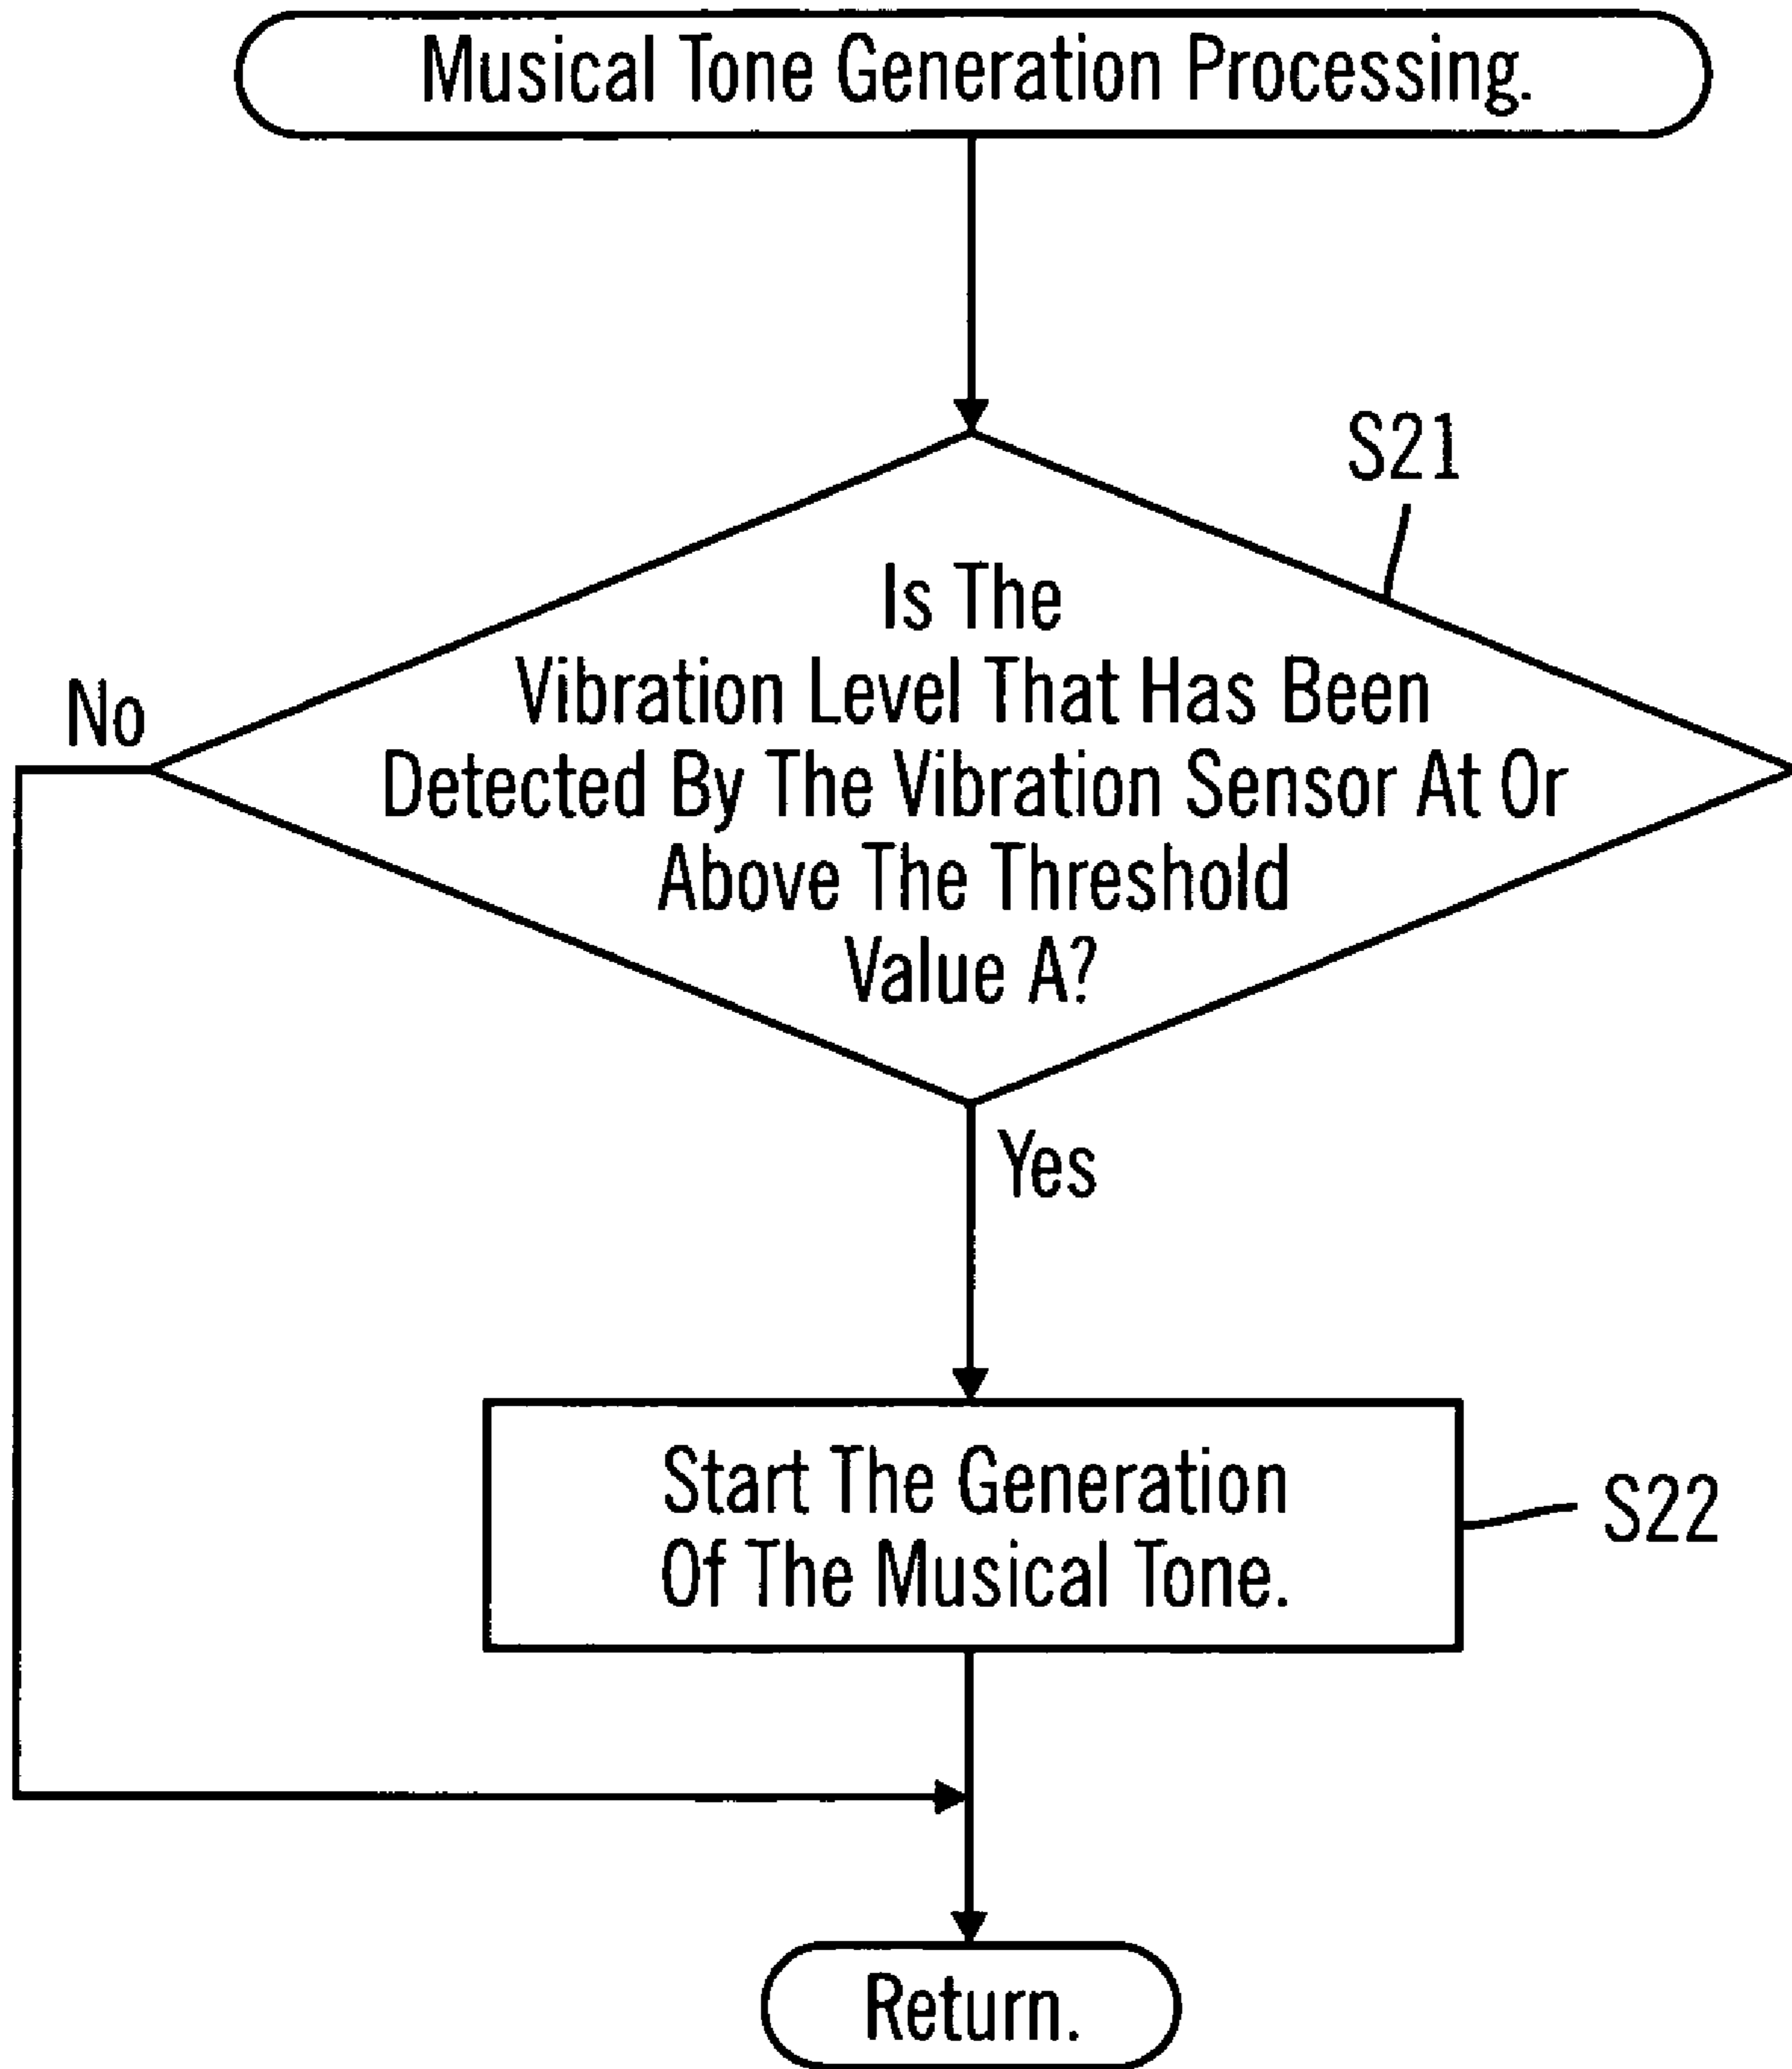 Musical Tone Generation Processing.
S21
Is The
Vibration Level That Has Been
Detected By The Vibration Sensor At Or
Above The Threshold
Value A?
No
Yes
Start The Generation
Of The Musical Tone.
S22
Return.